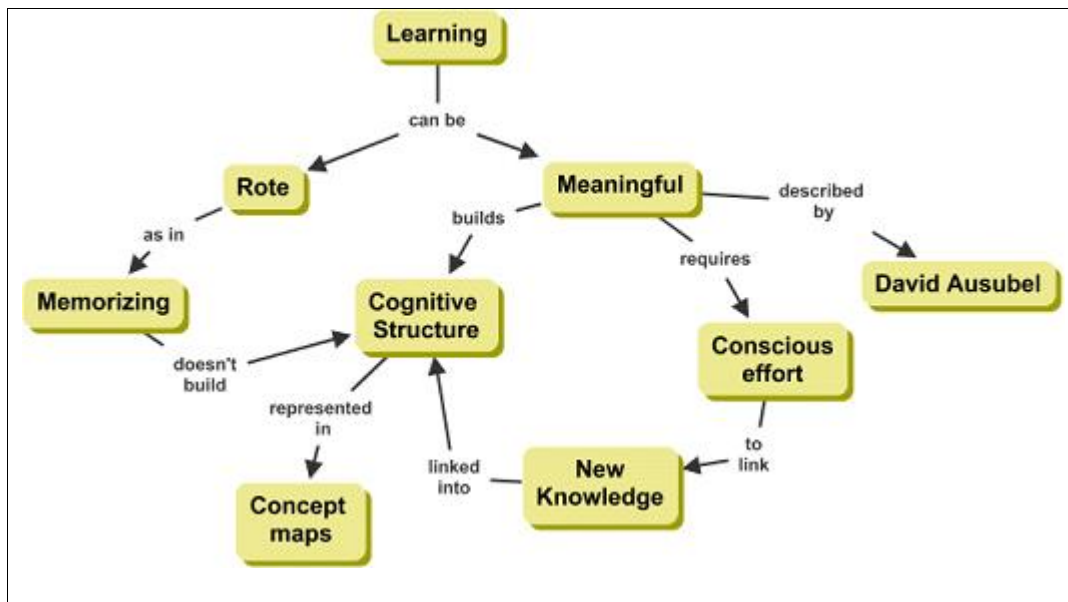 Learning
can be
Rote
Meaningful
described
by
builds
as in
requires
Memorizing
Cognitive
Structure
David Ausubel
Conscious
effort
doesn't
build
represented
in
to
link
linked
into
New
Knowledge
Concept
maps